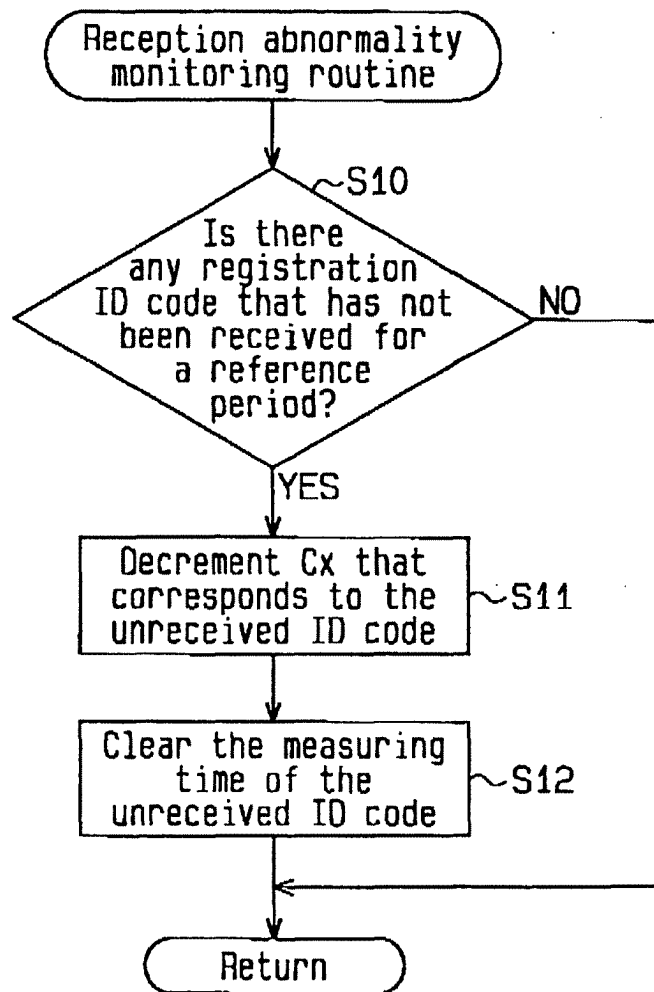 Reception abnormality
monitoring routine
S10
Is there
any registration
ID code that has not
been received for
a reference
period?
NO
YES
Decrement Cx that
corresponds to the
unreceived ID code
S11
Clear the measuring
time of the
unreceived ID code
S12
Return